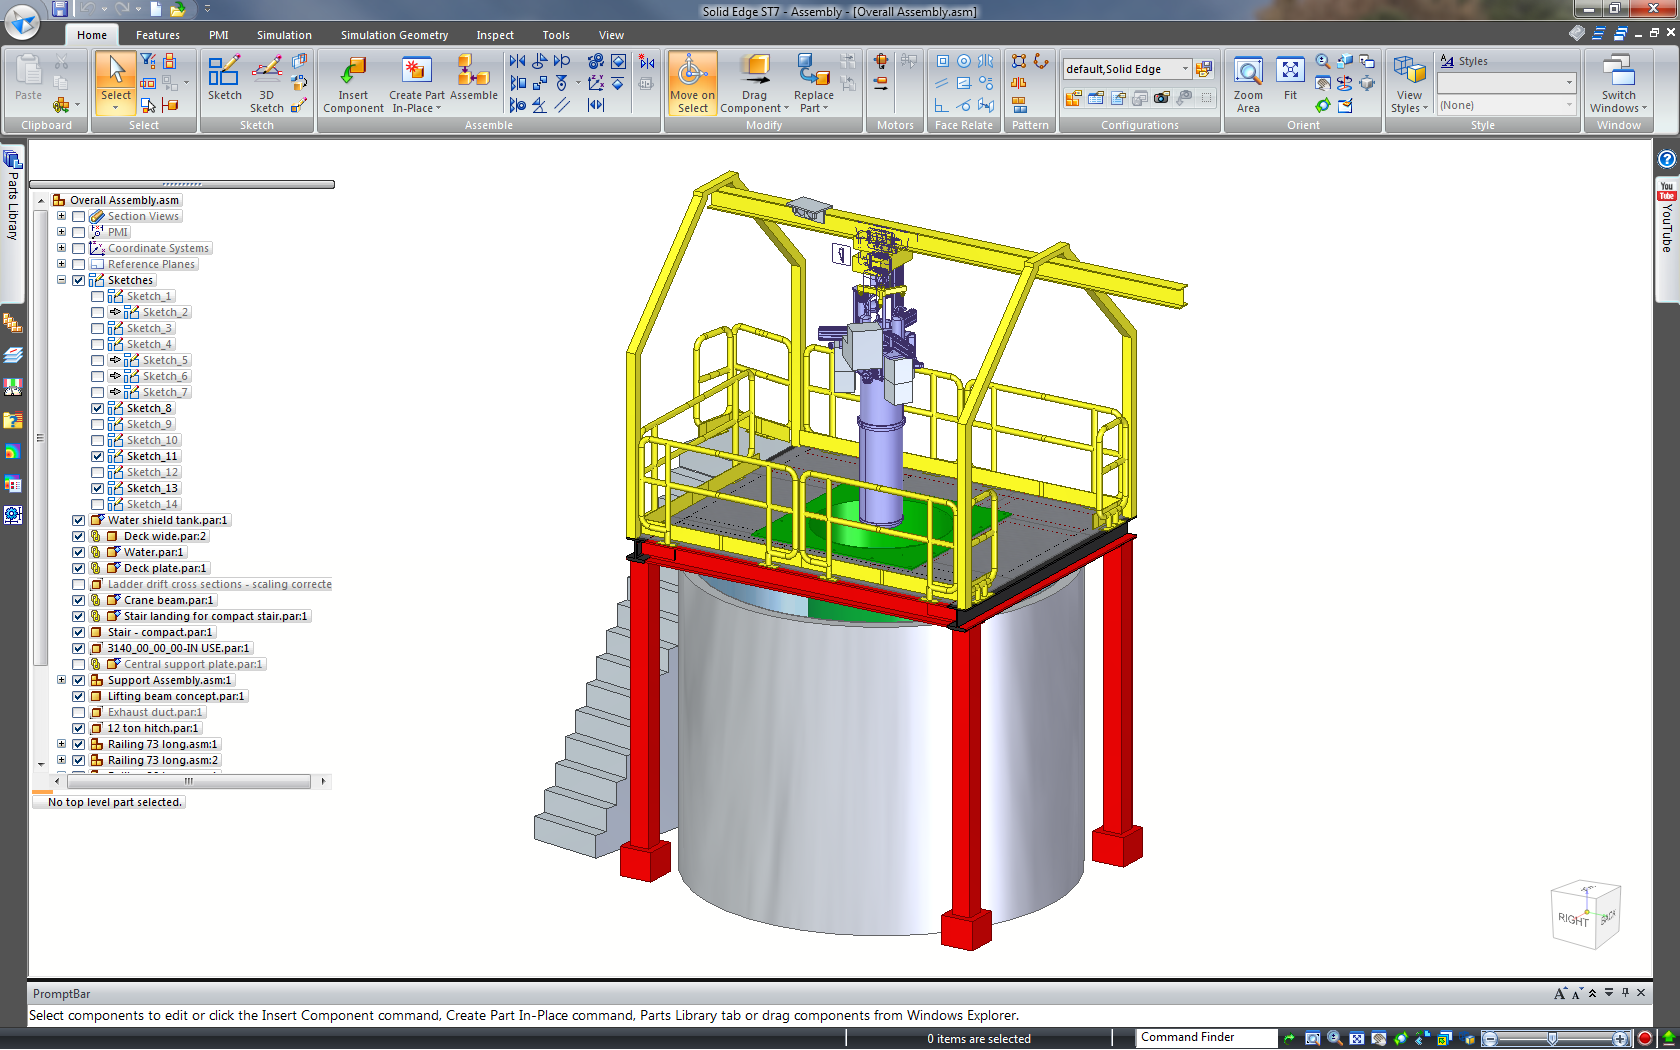 Solid Edge ST7 - Assembly - [Overall Assembly.asm]
Home Features PMI Simulation Simulation Geometry Inspect Tools View
Paste
Select
Sketch
3D Sketch
Insert Component
Create Part In-Place
Assemble
Move on Select
Drag Component
Replace Part
default,Solid Edge
Zoom Area
Fit
View Styles
Styles
(None)
Switch Windows
Clipboard Select Sketch Assemble Modify Motors Face Relate Pattern Configurations Orient Style Window
Parts Library
YouTube
You Tube
Overall Assembly.asm
Section Views
PMI
Coordinate Systems
Reference Planes
Sketches
Sketch_1
Sketch_2
Sketch_3
Sketch_4
Sketch_5
Sketch_6
Sketch_7
Sketch_8
Sketch_9
Sketch_10
Sketch_11
Sketch_12
Sketch_13
Sketch_14
Water shield tank.par:1
Deck wide.par:2
Water.par:1
Deck plate.par:1
Ladder drift cross sections - scaling correcte
Crane beam.par:1
Stair landing for compact stair.par:1
Stair - compact.par:1
3140_00_00_00-IN USE.par:1
Central support plate.par:1
Support Assembly.asm:1
Lifting beam concept.par:1
Exhaust duct.par:1
12 ton hitch.par:1
Railing 73 long.asm:1
Railing 73 long.asm:2
No top level part selected.
RIGHT
BACK
PromptBar
Select components to edit or click the Insert Component command, Create Part In-Place command, Parts Library tab or drag components from Windows Explorer.
0 items are selected
Command Finder